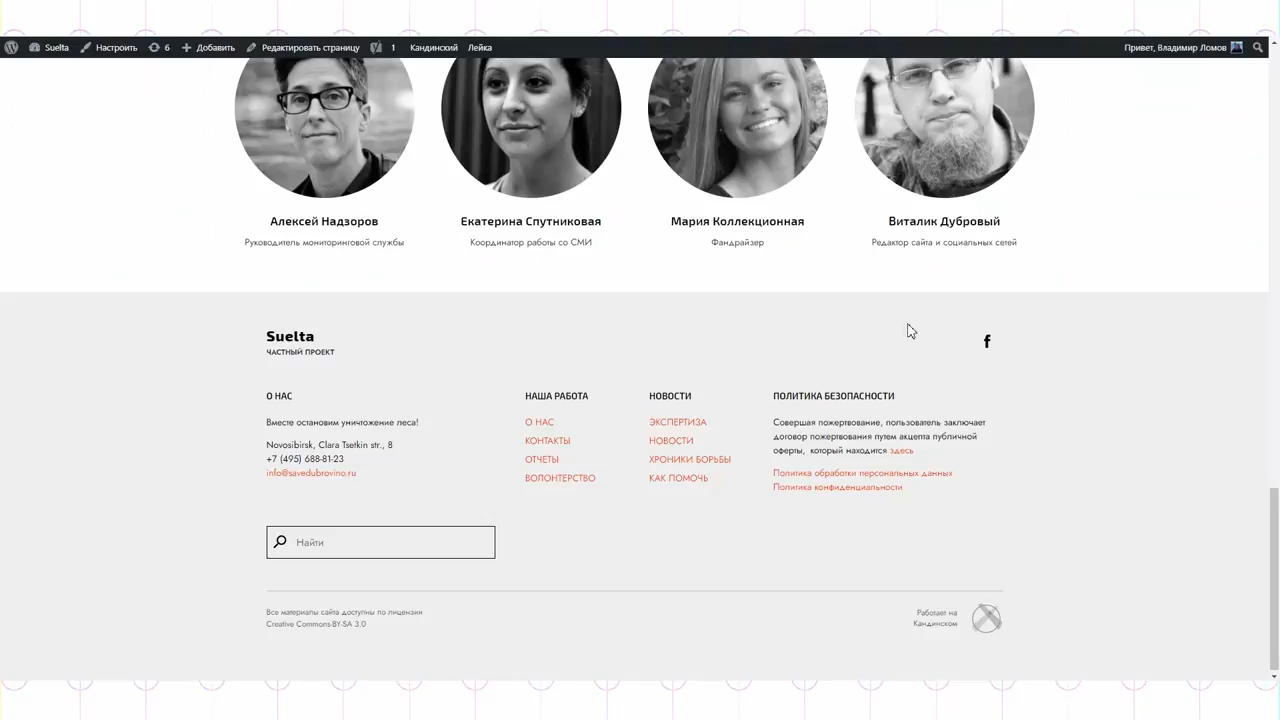 Suelta Настроить 6 Добавить Редактировать страницу 1 Кандинский Лейка Привет, Владимир Ломов
Алексей Надзоров Екатерина Спутниковая Мария Коллекционная Виталик Дубровый
Руководитель мониторинговой службы Координатор работы со СМИ Фандрайзер Редактор сайта и социальных сетей
Suelta
ЧАСТНЫЙ ПРОЕКТ
О НАС
Вместе остановим уничтожение леса!
Novosibirsk, Clara Tsetkin str., 8
+7 (495) 688-81-23
info@savedubrovino.ru
НАША РАБОТА
О НАС
КОНТАКТЫ
ОТЧЕТЫ
ВОЛОНТЕРСТВО
НОВОСТИ
ЭКСПЕРТИЗА
НОВОСТИ
ХРОНИКИ БОРЬБЫ
КАК ПОМОЧЬ
ПОЛИТИКА БЕЗОПАСНОСТИ
Совершая пожертвование, пользователь заключает
договор пожертвования путем акцепта публичной
оферты, который находится здесь
Политика обработки персональных данных
Политика конфиденциальности
Найти
Все материалы сайта доступны по лицензии
Creative Commons-BY-SA 3.0
Работает на
Кандинском